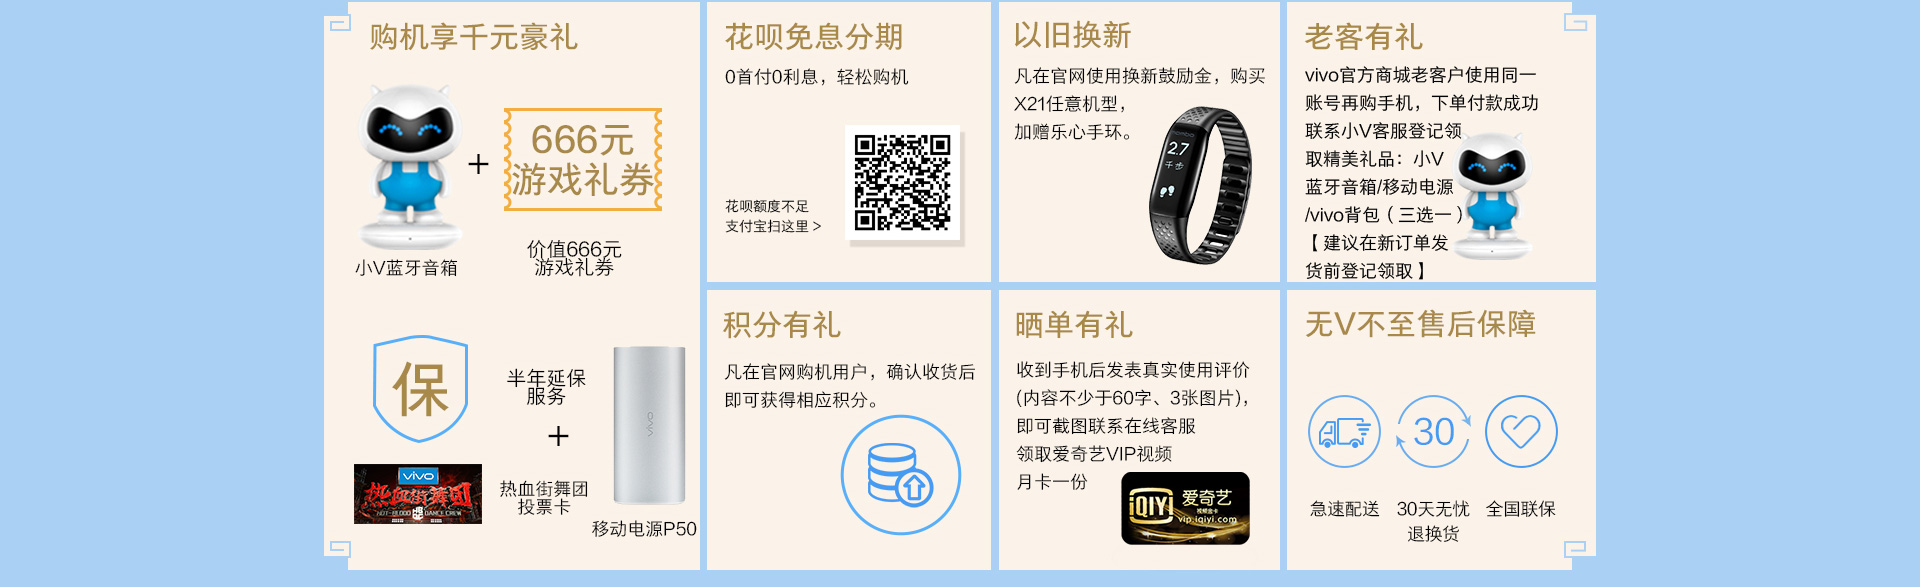 购机享千元豪礼
666元
游戏礼券
+
小V蓝牙音箱
价值666元
游戏礼券
保
半年延保
服务
+
vivo
vivo
热血街舞团
HOT-BLOOD DANCE CREW
热血街舞团
投票卡
移动电源P50
花呗免息分期
0首付0利息，轻松购机
花呗额度不足
支付宝扫这里 >
以旧换新
凡在官网使用换新鼓励金，购买
X21任意机型，
加赠乐心手环。
2.7
千步
老客有礼
vivo官方商城老客户使用同一
账号再购手机，下单付款成功
联系小V客服登记领
取精美礼品：小V
蓝牙音箱/移动电源
/vivo背包（三选一）
【 建议在新订单发
货前登记领取 】
积分有礼
凡在官网购机用户，确认收货后
即可获得相应积分。
晒单有礼
收到手机后发表真实使用评价
(内容不少于60字、3张图片)，
即可截图联系在线客服
领取爱奇艺VIP视频
月卡一份
iQIYI
爱奇艺
视频会卡
vip.iqiyi.com
无V不至售后保障
30
急速配送
30天无忧
退换货
全国联保